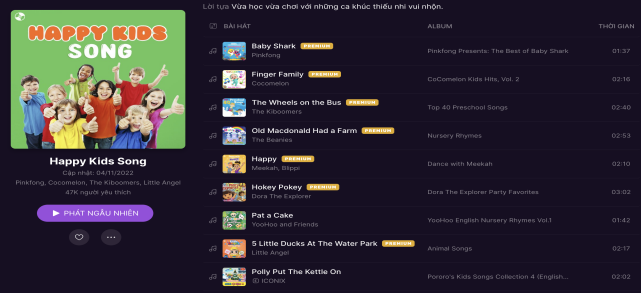 Lời tựa Vừa học vừa chơi với những ca khúc thiếu nhi vui nhộn.
HAPPY KIDS
SONG
Happy Kids Song
Cập nhật: 04/11/2022
Pinkfong, Cocomelon, The Kiboomers, Little Angel
47K người yêu thích
PHÁT NGẪU NHIÊN
BÀI HÁT ALBUM THỜI GIAN
Baby Shark PREMIUM
Pinkfong
Pinkfong Presents: The Best of Baby Shark 01:37
Finger Family PREMIUM
Cocomelon
CoComelon Kids Hits, Vol. 2 02:16
The Wheels on the Bus PREMIUM
The Kiboomers
Top 40 Preschool Songs 02:40
Old Macdonald Had a Farm PREMIUM
The Beanies
Nursery Rhymes 02:53
Happy PREMIUM
Meekah, Blippi
Dance with Meekah 02:10
Hokey Pokey PREMIUM
Dora The Explorer
Dora The Explorer Party Favorites 03:02
Pat a Cake
YooHoo and Friends
YooHoo English Nursery Rhymes Vol.1 01:42
5 Little Ducks At The Water Park PREMIUM
Little Angel
Animal Songs 02:17
Polly Put The Kettle On
ICONIX
Pororo's Kids Songs Collection 4 (English... 02:02